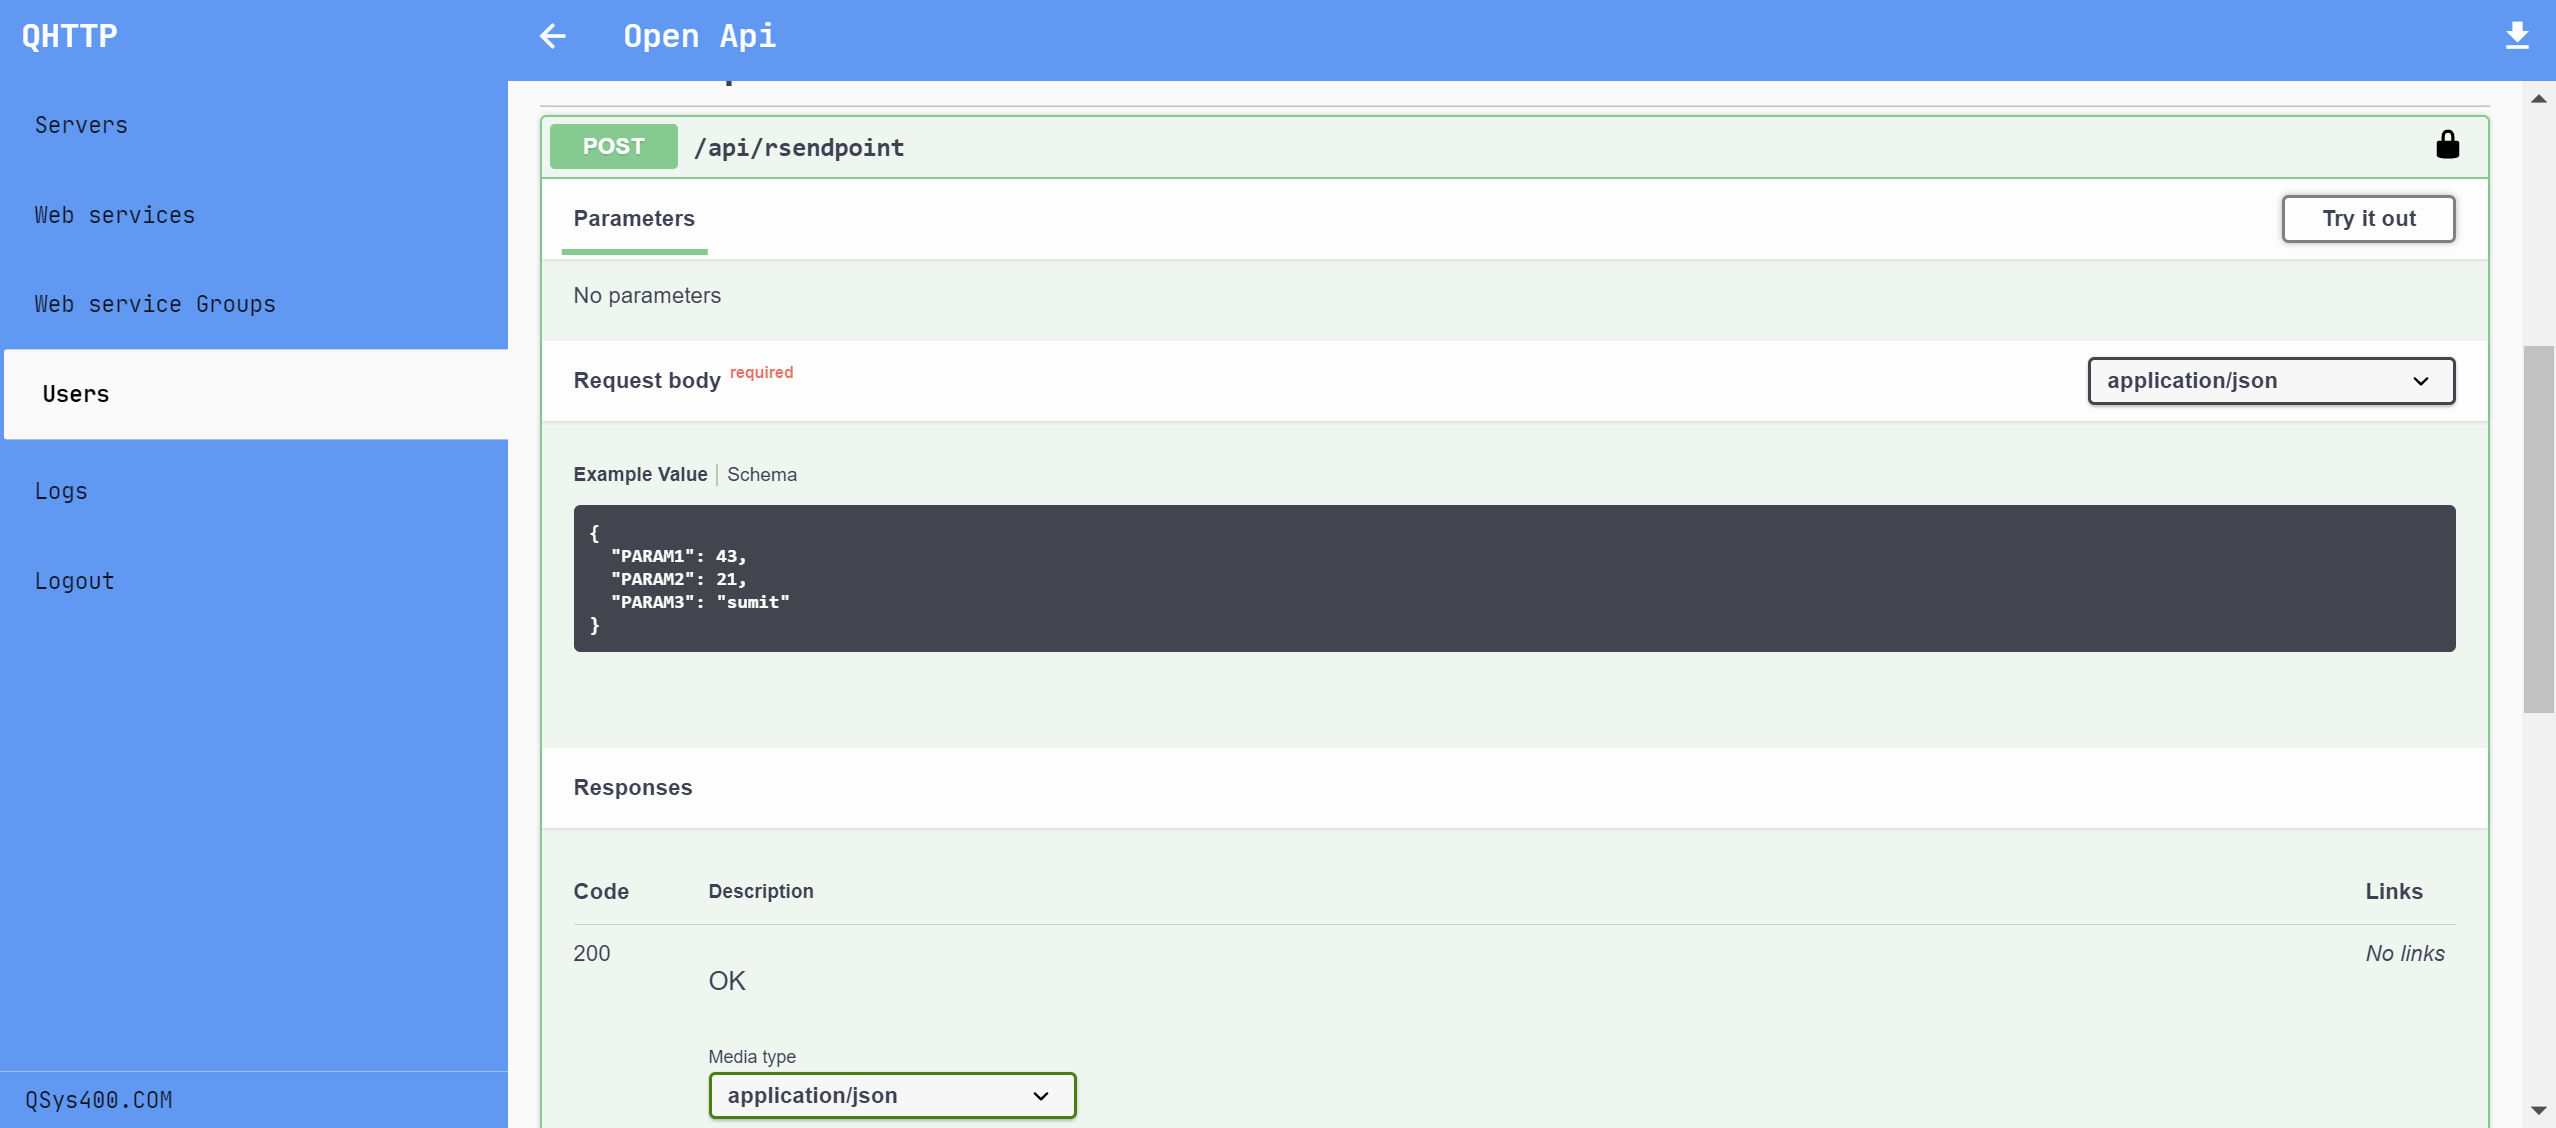 QHTTP
Open Api
Servers
Web services
Web service Groups
Users
Logs
Logout
QSys400.COM
POST /api/rsendpoint
Parameters
Try it out
No parameters
Request body required
application/json
Example Value | Schema
{
  "PARAM1": 43,
  "PARAM2": 21,
  "PARAM3": "sumit"
}
Responses
Code Description Links
200 No links
OK
Media type
application/json